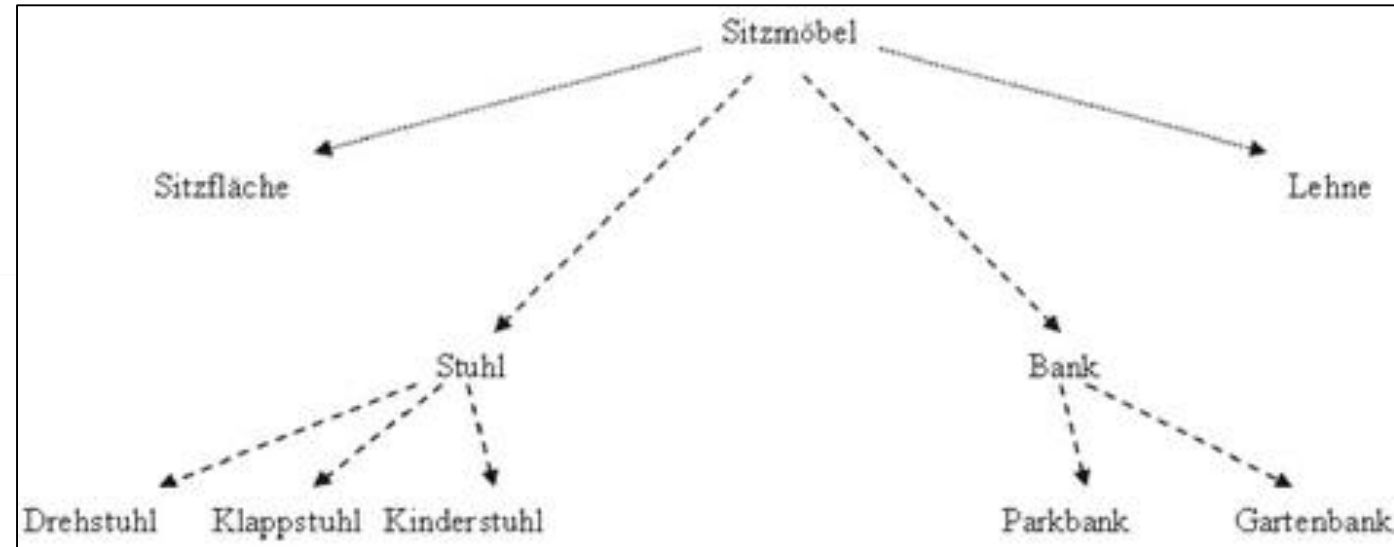 Sitzmöbel
Sitzfläche Lehne
Stuhl Bank
Drehstuhl Klappstuhl Kinderstuhl Parkbank Gartenbank